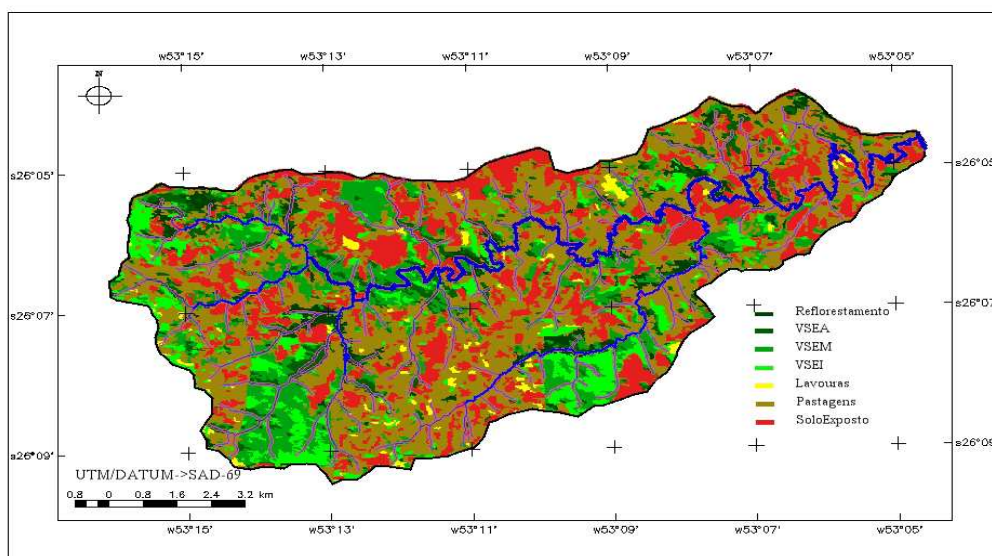 w53°15' w53°13' w53°11' w53°09' w53°07' w53°05'
N
s26°05' s26°05'
s26°07' s26°07'
Reflorestamento
VSEA
VSEM
VSEI
Lavouras
Pastagens
SoloExposto
s26°09' s26°09'
UTM/DATUM->SAD-69
0.8 0 0.8 1.6 2.4 3.2 km
w53°15' w53°13' w53°11' w53°09' w53°07' w53°05'